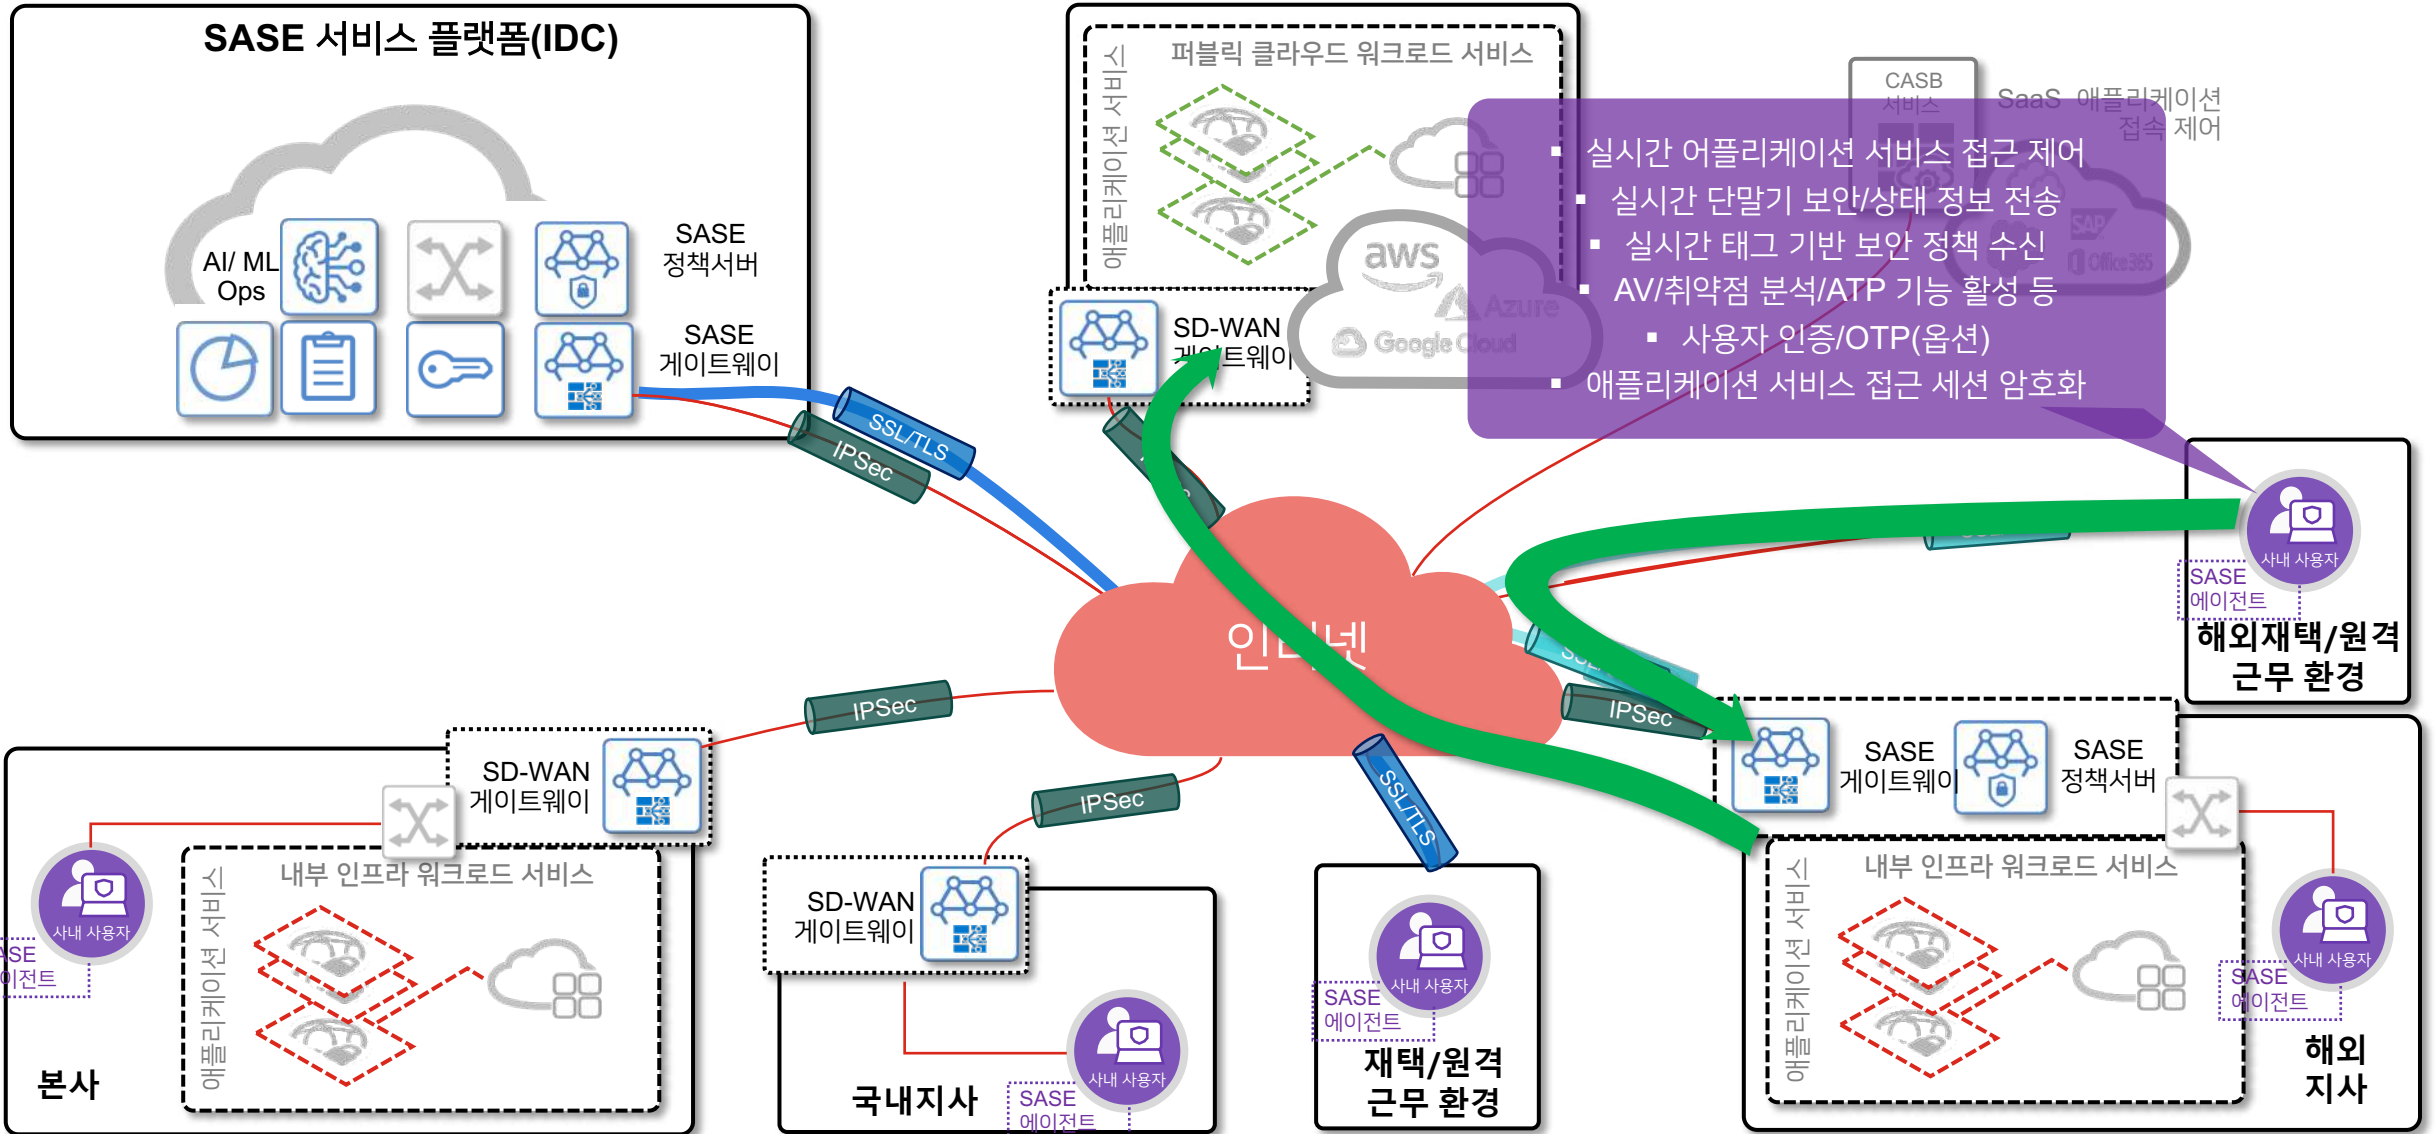 SASE 서비스 플랫폼(IDC)
AI/ ML
Ops
SASE
정책서버
SASE
게이트웨이
SSL/TLS
IPSec
퍼블릭 클라우드 워크로드 서비스
애플리케이션 서비스
SD-WAN
게이트웨이
aws
Azure
Google Cloud
CASB
서비스
SaaS 애플리케이션
접속 제어
SAP
Office 365
▪ 실시간 어플리케이션 서비스 접근 제어
▪ 실시간 단말기 보안/상태 정보 전송
▪ 실시간 태그 기반 보안 정책 수신
▪ AV/취약점 분석/ATP 기능 활성 등
▪ 사용자 인증/OTP(옵션)
▪ 애플리케이션 서비스 접근 세션 암호화
사내 사용자
SASE
에이전트
해외재택/원격
근무 환경
인터넷
IPSec
IPSec
IPSec
SSL/TLS
SD-WAN
게이트웨이
사내 사용자
내부 인프라 워크로드 서비스
애플리케이션 서비스
본사
SD-WAN
게이트웨이
사내 사용자
SASE
에이전트
국내지사
사내 사용자
SASE
에이전트
재택/원격
근무 환경
SASE
게이트웨이
SASE
정책서버
내부 인프라 워크로드 서비스
애플리케이션 서비스
사내 사용자
SASE
에이전트
해외
지사